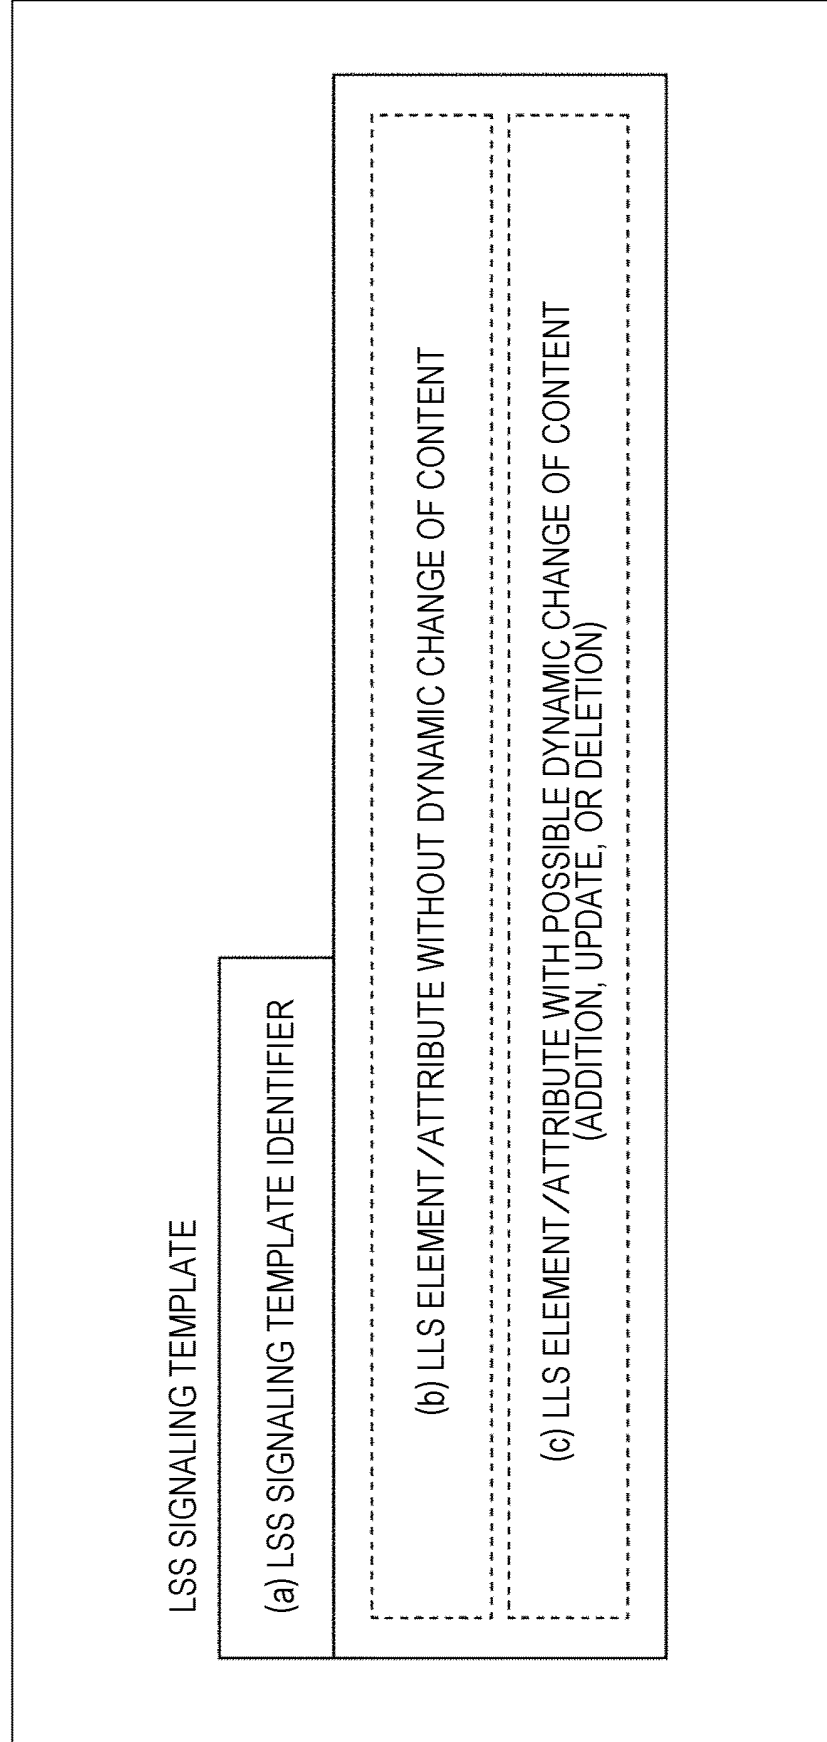 LSS SIGNALING TEMPLATE
(a) LSS SIGNALING TEMPLATE IDENTIFIER
(b) LLS ELEMENT/ATTRIBUTE WITHOUT DYNAMIC CHANGE OF CONTENT
(c) LLS ELEMENT/ATTRIBUTE WITH POSSIBLE DYNAMIC CHANGE OF CONTENT
(ADDITION, UPDATE, OR DELETION)